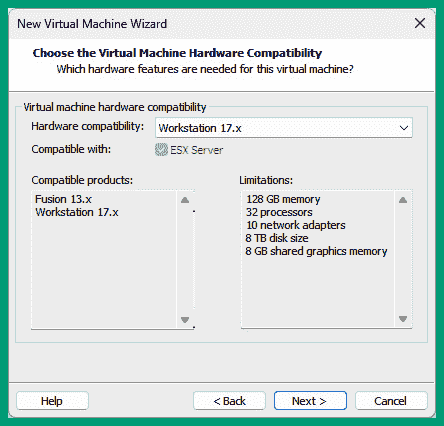 New Virtual Machine Wizard
Choose the Virtual Machine Hardware Compatibility
Which hardware features are needed for this virtual machine?
Virtual machine hardware compatibility
Hardware compatibility: Workstation 17.x
Compatible with: ESX Server
Compatible products:
Fusion 13.x
Workstation 17.x
Limitations:
128 GB memory
32 processors
10 network adapters
8 TB disk size
8 GB shared graphics memory
Help < Back Next > Cancel